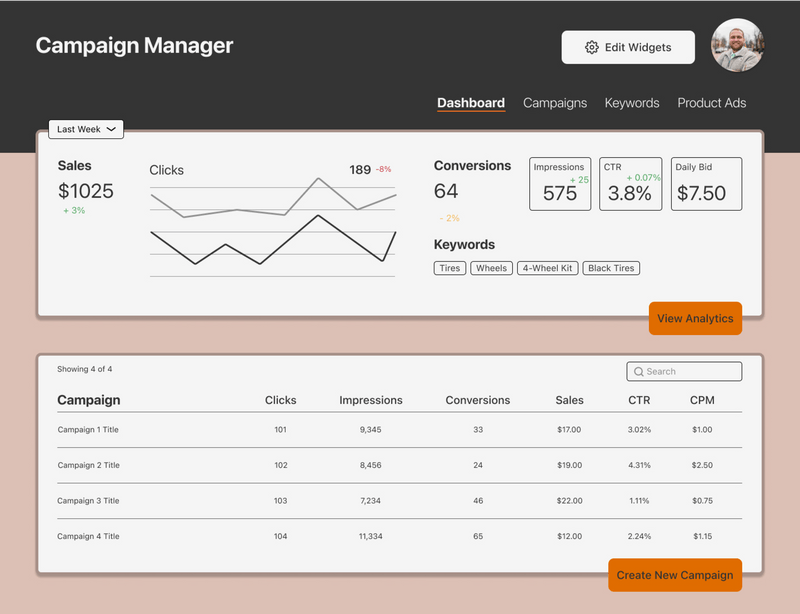 Campaign Manager
Edit Widgets
Dashboard Campaigns Keywords Product Ads
Last Week
Sales
$1025
+ 3%
Clicks 189 -8%
Conversions
64
- 2%
Impressions
+ 25
575
CTR
+ 0.07%
3.8%
Daily Bid
$7.50
Keywords
Tires Wheels 4-Wheel Kit Black Tires
View Analytics
Showing 4 of 4
Search
Campaign Clicks Impressions Conversions Sales CTR CPM
Campaign 1 Title 101 9,345 33 $17.00 3.02% $1.00
Campaign 2 Title 102 8,456 24 $19.00 4.31% $2.50
Campaign 3 Title 103 7,234 46 $22.00 1.11% $0.75
Campaign 4 Title 104 11,334 65 $12.00 2.24% $1.15
Create New Campaign